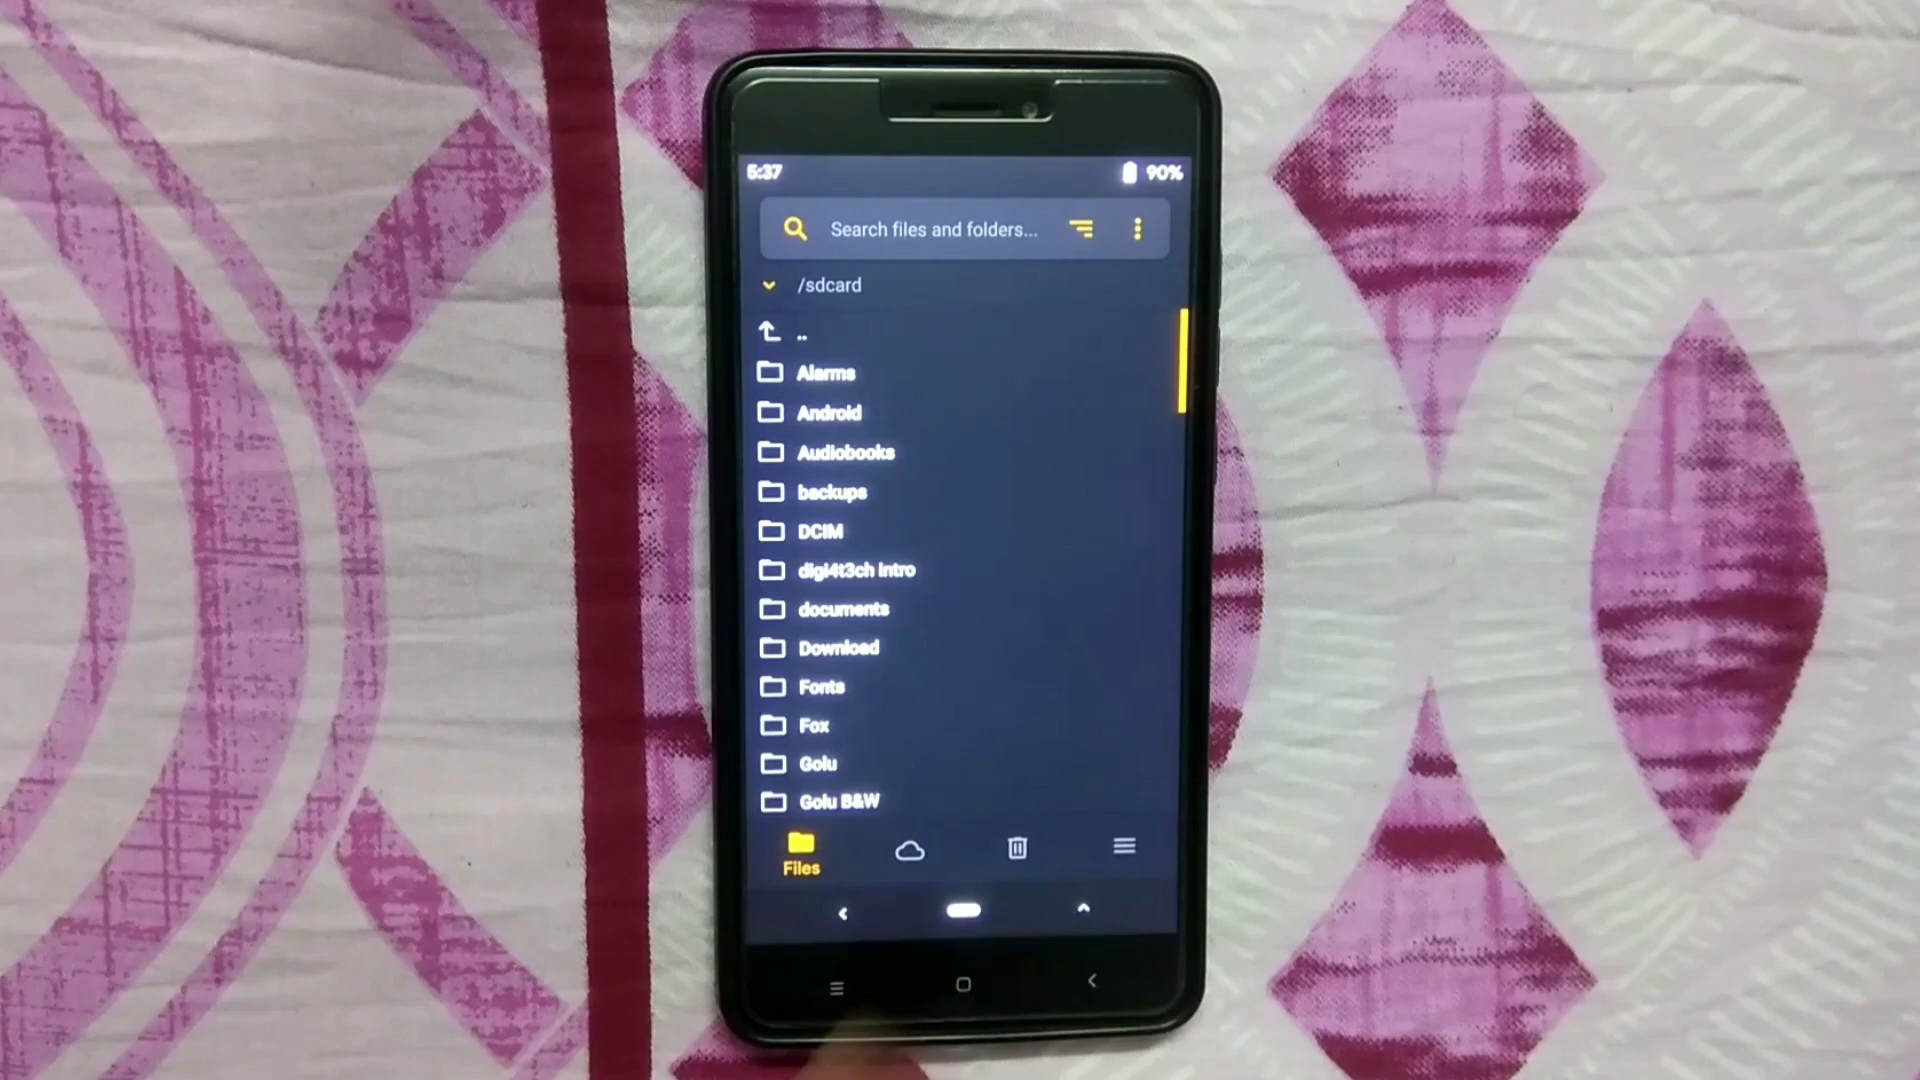 5:37 90%
Search files and folders...
/sdcard
..
Alarms
Android
Audiobooks
backups
DCIM
digi4t3ch intro
documents
Download
Fonts
Fox
Golu
Golu B&W
Files